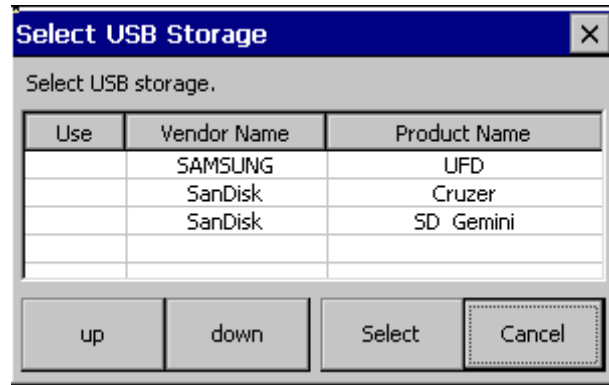 Select USB Storage
Select USB storage.
Use Vendor Name Product Name
SAMSUNG UFD
SanDisk Cruzer
SanDisk SD Gemini
up down Select Cancel